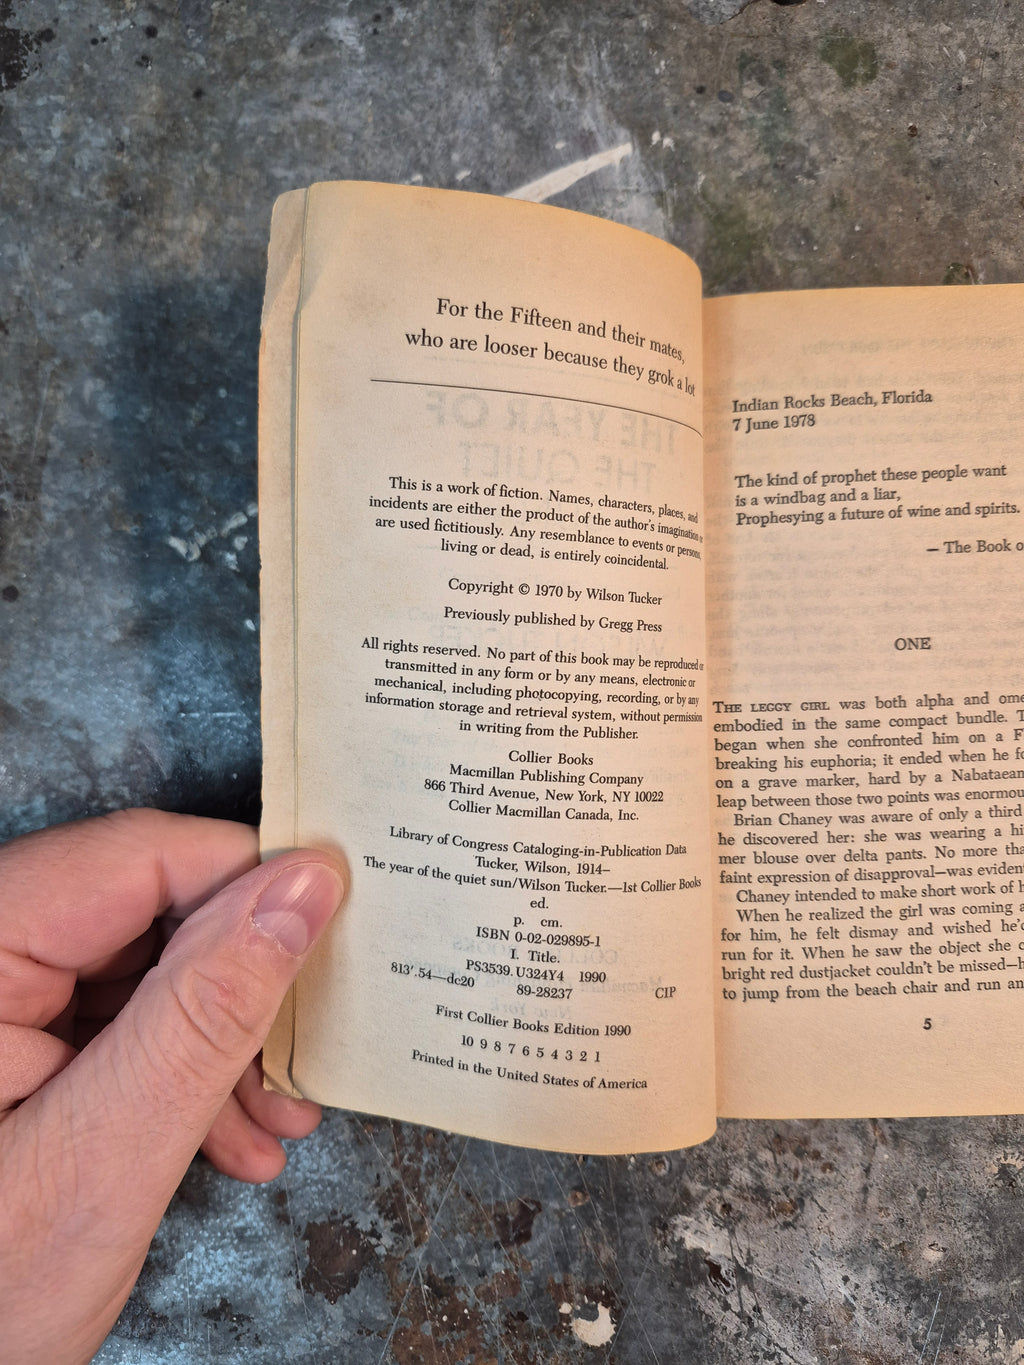 For the Fifteen and their mates,
who are looser because they grok a lot
This is a work of fiction. Names, characters, places, and
incidents are either the product of the author's imagination or
are used fictitiously. Any resemblance to events or persons,
living or dead, is entirely coincidental.
Copyright © 1970 by Wilson Tucker
Previously published by Gregg Press
All rights reserved. No part of this book may be reproduced or
transmitted in any form or by any means, electronic or
mechanical, including photocopying, recording, or by any
information storage and retrieval system, without permission
in writing from the Publisher.
Collier Books
Macmillan Publishing Company
866 Third Avenue, New York, NY 10022
Collier Macmillan Canada, Inc.
Library of Congress Cataloging-in-Publication Data
Tucker, Wilson, 1914–
The year of the quiet sun/Wilson Tucker.—1st Collier Books
ed.
p. cm.
ISBN 0-02-029895-1
I. Title.
PS3539.U324Y4 1990
813'.54—dc20 89-28237 CIP
First Collier Books Edition 1990
10 9 8 7 6 5 4 3 2 1
Printed in the United States of America
Indian Rocks Beach, Florida
7 June 1978
The kind of prophet these people want
is a windbag and a liar,
Prophesying a future of wine and spirits.
— The Book o
ONE
THE LEGGY GIRL was both alpha and ome
embodied in the same compact bundle. T
began when she confronted him on a F
breaking his euphoria; it ended when he fo
on a grave marker, hard by a Nabataean
leap between those two points was enormou
Brian Chaney was aware of only a third
he discovered her: she was wearing a hi
mer blouse over delta pants. No more tha
faint expression of disapproval—was eviden
Chaney intended to make short work of h
When he realized the girl was coming a
for him, he felt dismay and wished he'd
run for it. When he saw the object she c
bright red dustjacket couldn't be missed—h
to jump from the beach chair and run an
5